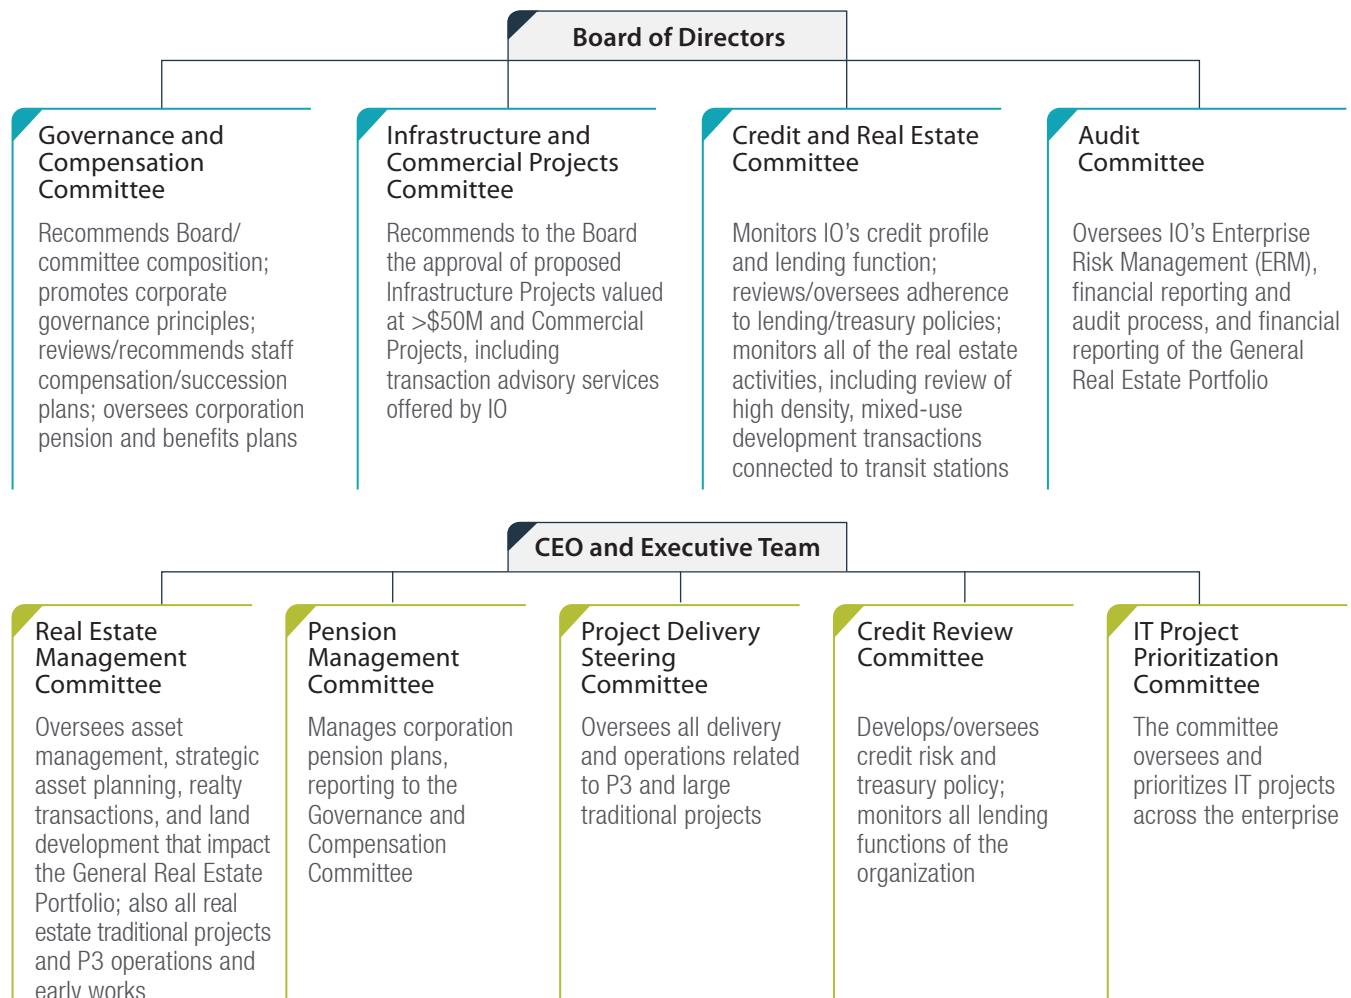 Board of Directors
Governance and
Compensation
Committee
Recommends Board/
committee composition;
promotes corporate
governance principles;
reviews/recommends staff
compensation/succession
plans; oversees corporation
pension and benefits plans
Infrastructure and
Commercial Projects
Committee
Recommends to the Board
the approval of proposed
Infrastructure Projects valued
at >$50M and Commercial
Projects, including
transaction advisory services
offered by IO
Credit and Real Estate
Committee
Monitors IO’s credit profile
and lending function;
reviews/oversees adherence
to lending/treasury policies;
monitors all of the real estate
activities, including review of
high density, mixed-use
development transactions
connected to transit stations
Audit
Committee
Oversees IO’s Enterprise
Risk Management (ERM),
financial reporting and
audit process, and financial
reporting of the General
Real Estate Portfolio
CEO and Executive Team
Real Estate
Management
Committee
Oversees asset
management, strategic
asset planning, realty
transactions, and land
development that impact
the General Real Estate
Portfolio; also all real
estate traditional projects
and P3 operations and
early works
Pension
Management
Committee
Manages corporation
pension plans,
reporting to the
Governance and
Compensation
Committee
Project Delivery
Steering
Committee
Oversees all delivery
and operations related
to P3 and large
traditional projects
Credit Review
Committee
Develops/oversees
credit risk and
treasury policy;
monitors all lending
functions of the
organization
IT Project
Prioritization
Committee
The committee
oversees and
prioritizes IT projects
across the enterprise